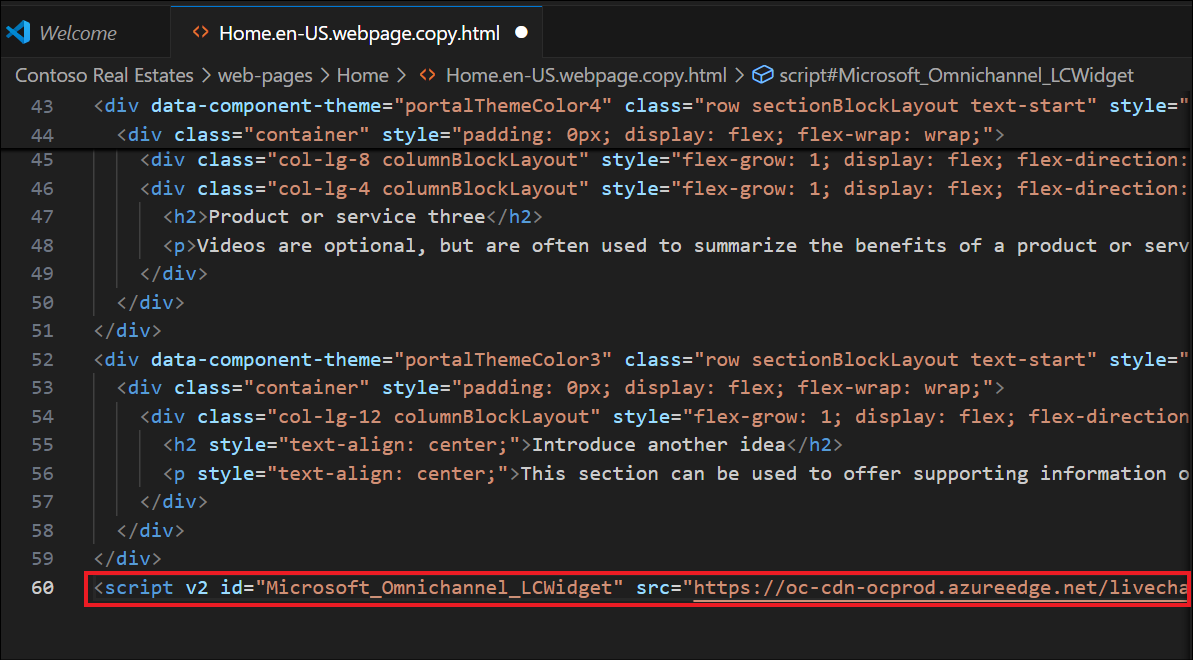 Welcome
Home.en-US.webpage.copy.html
Contoso Real Estates > web-pages > Home > Home.en-US.webpage.copy.html > script#Microsoft_Omnichannel_LCWidget
43 <div data-component-theme="portalThemeColor4" class="row sectionBlockLayout text-start" style="
44 <div class="container" style="padding: 0px; display: flex; flex-wrap: wrap;">
45 <div class="col-lg-8 columnBlockLayout" style="flex-grow: 1; display: flex; flex-direction:
46 <div class="col-lg-4 columnBlockLayout" style="flex-grow: 1; display: flex; flex-direction:
47 <h2>Product or service three</h2>
48 <p>Videos are optional, but are often used to summarize the benefits of a product or serv
49 </div>
50 </div>
51 </div>
52 <div data-component-theme="portalThemeColor3" class="row sectionBlockLayout text-start" style="
53 <div class="container" style="padding: 0px; display: flex; flex-wrap: wrap;">
54 <div class="col-lg-12 columnBlockLayout" style="flex-grow: 1; display: flex; flex-direction
55 <h2 style="text-align: center;">Introduce another idea</h2>
56 <p style="text-align: center;">This section can be used to offer supporting information o
57 </div>
58 </div>
59 </div>
60 <script v2 id="Microsoft_Omnichannel_LCWidget" src="https://oc-cdn-ocprod.azureedge.net/livecha